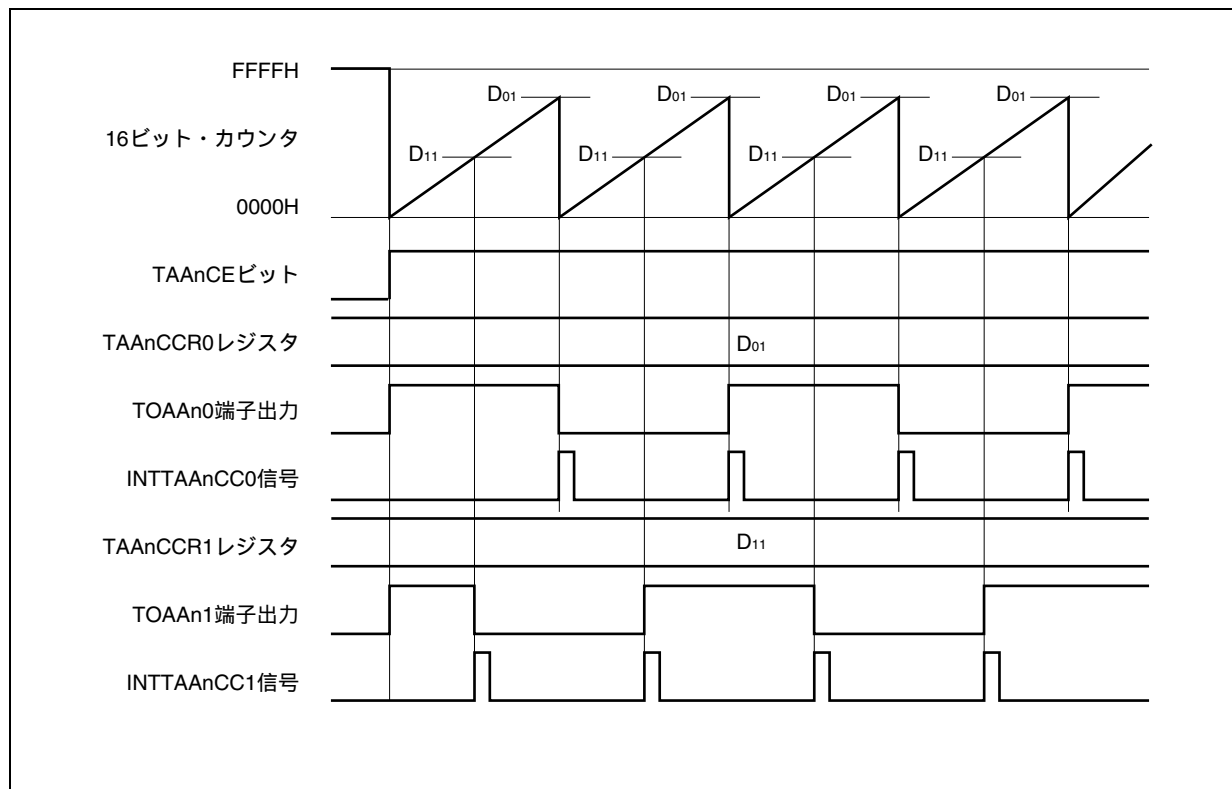 FFFFH
D01 D01 D01 D01
16ビット・カウンタ
D11 D11 D11 D11
0000H
TAAnCEビット
TAAnCCR0レジスタ
D01
TOAAn0端子出力
INTTAAnCC0信号
TAAnCCR1レジスタ
D11
TOAAn1端子出力
INTTAAnCC1信号